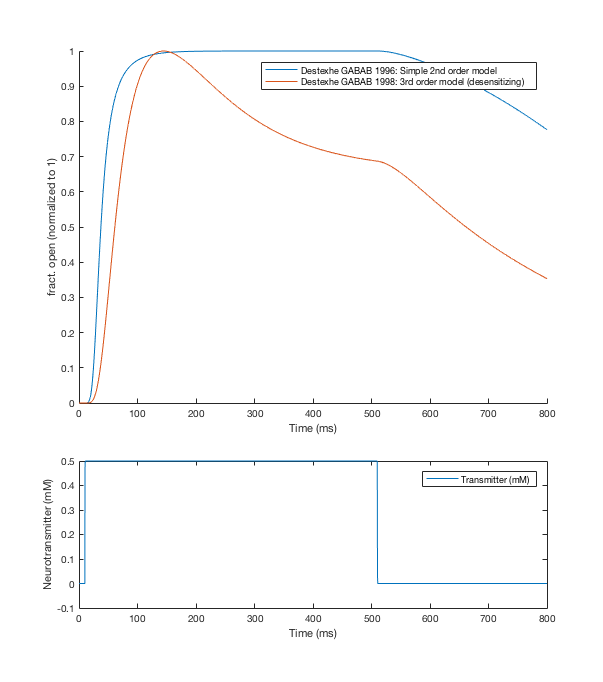 1
0.9
0.8
0.7
0.6
0.5
0.4
0.3
0.2
0.1
0
fract. open (normalized to 1)
Destexhe GABAB 1996: Simple 2nd order model
Destexhe GABAB 1998: 3rd order model (desensitizing)
0 100 200 300 400 500 600 700 800
Time (ms)
0.5
0.4
0.3
0.2
0.1
0
-0.1
Neurotransmitter (mM)
Transmitter (mM)
0 100 200 300 400 500 600 700 800
Time (ms)